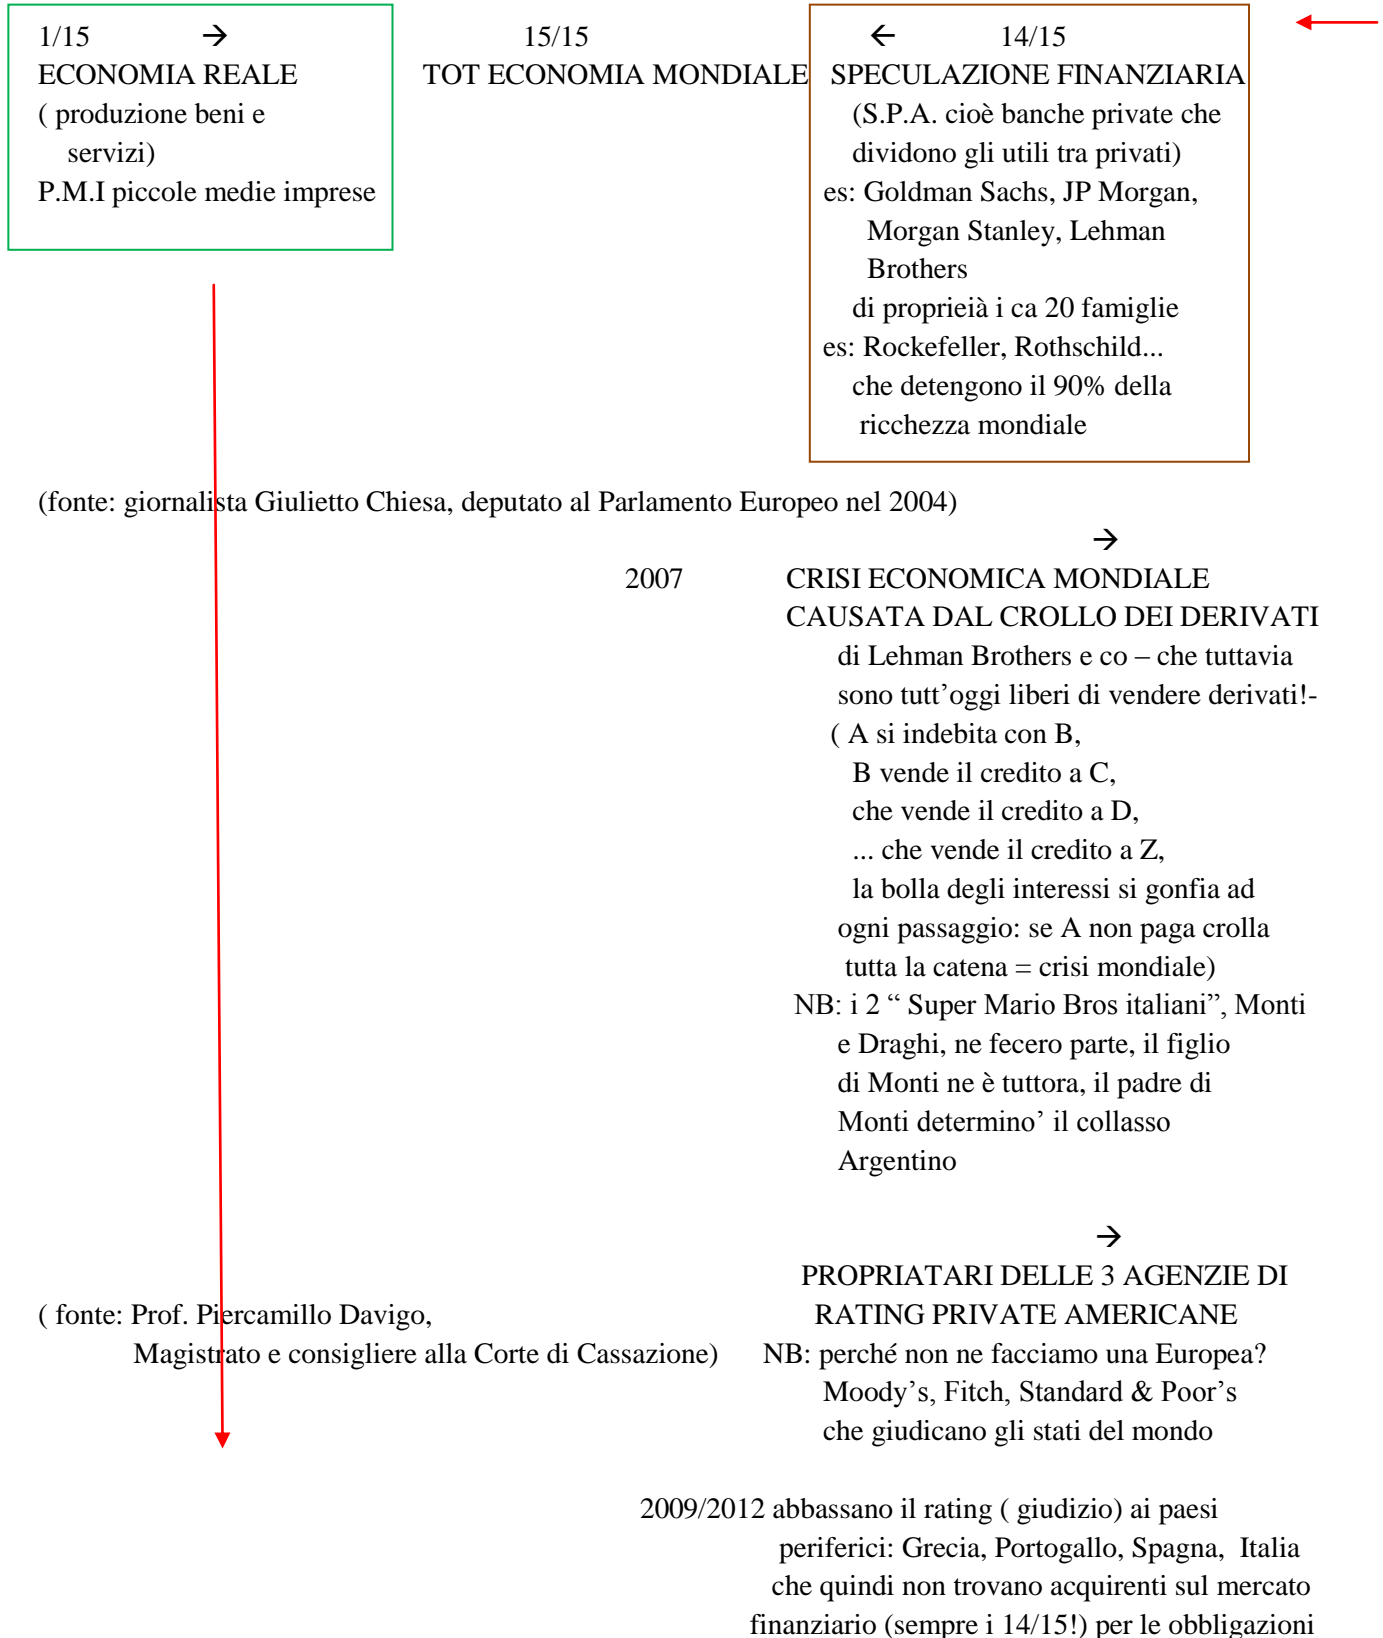 1/15 → 15/15 ← 14/15
ECONOMIA REALE TOT ECONOMIA MONDIALE SPECULAZIONE FINANZIARIA
( produzione beni e (S.P.A. cioè banche private che
servizi) dividono gli utili tra privati)
P.M.I piccole medie imprese es: Goldman Sachs, JP Morgan,
Morgan Stanley, Lehman
Brothers
di proprieià i ca 20 famiglie
es: Rockefeller, Rothschild...
che detengono il 90% della
ricchezza mondiale
(fonte: giornalista Giulietto Chiesa, deputato al Parlamento Europeo nel 2004)
→
2007 CRISI ECONOMICA MONDIALE
CAUSATA DAL CROLLO DEI DERIVATI
di Lehman Brothers e co – che tuttavia
sono tutt’oggi liberi di vendere derivati!-
( A si indebita con B,
B vende il credito a C,
che vende il credito a D,
... che vende il credito a Z,
la bolla degli interessi si gonfia ad
ogni passaggio: se A non paga crolla
tutta la catena = crisi mondiale)
NB: i 2 “ Super Mario Bros italiani”, Monti
e Draghi, ne fecero parte, il figlio
di Monti ne è tuttora, il padre di
Monti determino’ il collasso
Argentino
→
PROPRIATARI DELLE 3 AGENZIE DI
( fonte: Prof. Piercamillo Davigo, RATING PRIVATE AMERICANE
Magistrato e consigliere alla Corte di Cassazione) NB: perché non ne facciamo una Europea?
Moody’s, Fitch, Standard & Poor’s
che giudicano gli stati del mondo
2009/2012 abbassano il rating ( giudizio) ai paesi
periferici: Grecia, Portogallo, Spagna, Italia
che quindi non trovano acquirenti sul mercato
finanziario (sempre i 14/15!) per le obbligazioni